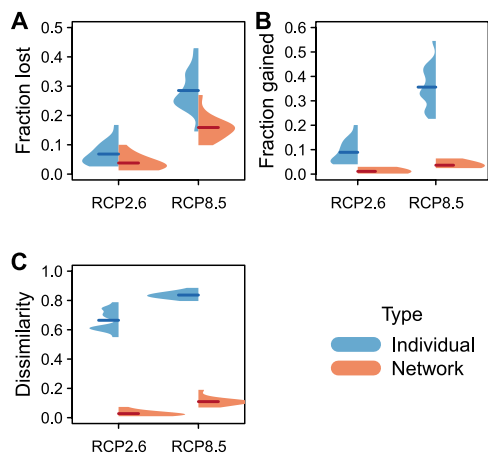 A
Fraction lost
0.5
0.4
0.3
0.2
0.1
0.0
RCP2.6
RCP8.5
B
Fraction gained
0.6
0.5
0.4
0.3
0.2
0.1
0.0
RCP2.6
RCP8.5
C
Dissimilarity
1.0
0.8
0.6
0.4
0.2
0.0
RCP2.6
RCP8.5
Type
Individual
Network